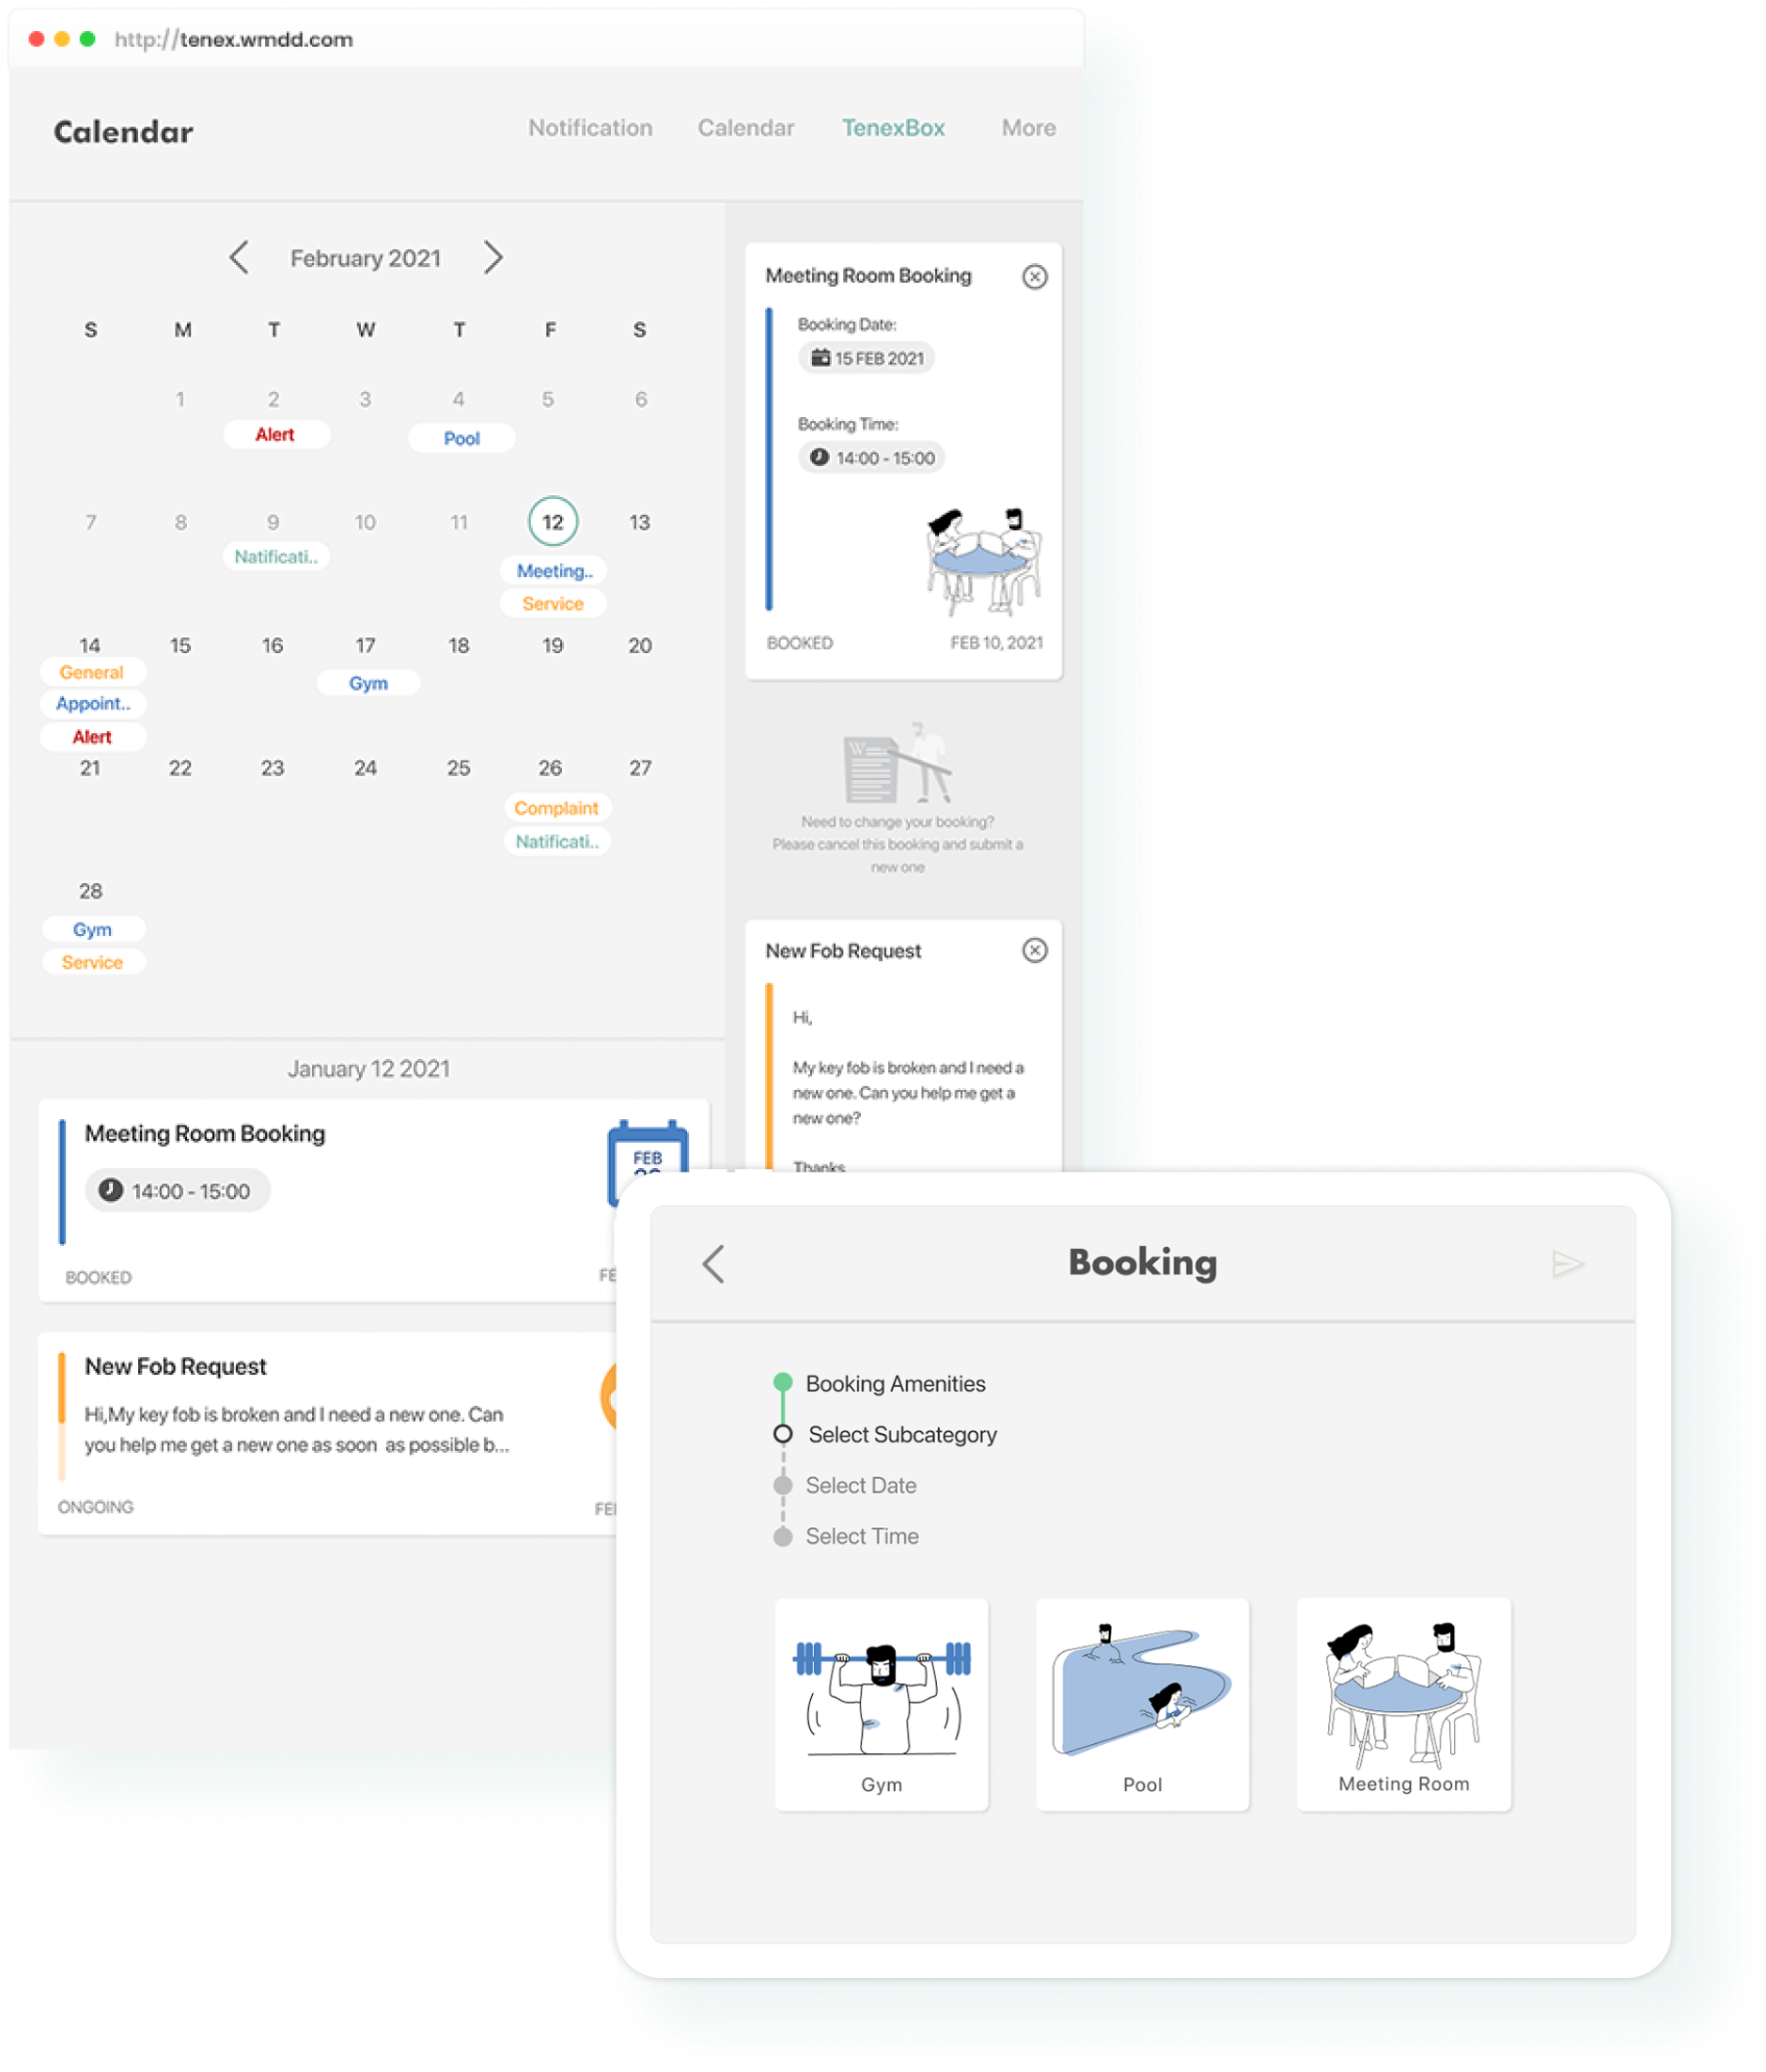 http://tenex.wmdd.com
Calendar
Notification Calendar TenexBox More
February 2021
S M T W T F S
1 2 3 4 5 6
Alert Pool
7 8 9 10 11 12 13
Natificati..
Meeting..
Service
14 15 16 17 18 19 20
General
Gym
Appoint..
Alert
21 22 23 24 25 26 27
Complaint
Natificati..
28
Gym
Service
Meeting Room Booking
Booking Date:
15 FEB 2021
Booking Time:
14:00 - 15:00
BOOKED FEB 10, 2021
W
Need to change your booking?
Please cancel this booking and submit a
new one
New Fob Request
Hi,
My key fob is broken and I need a
new one. Can you help me get a
new one?
Thanks
January 12 2021
Meeting Room Booking
FEB
14:00 - 15:00
BOOKED
New Fob Request
Hi,My key fob is broken and I need a new one. Can
you help me get a new one as soon as possible b...
ONGOING
Booking
Booking Amenities
Select Subcategory
Select Date
Select Time
Gym Pool Meeting Room